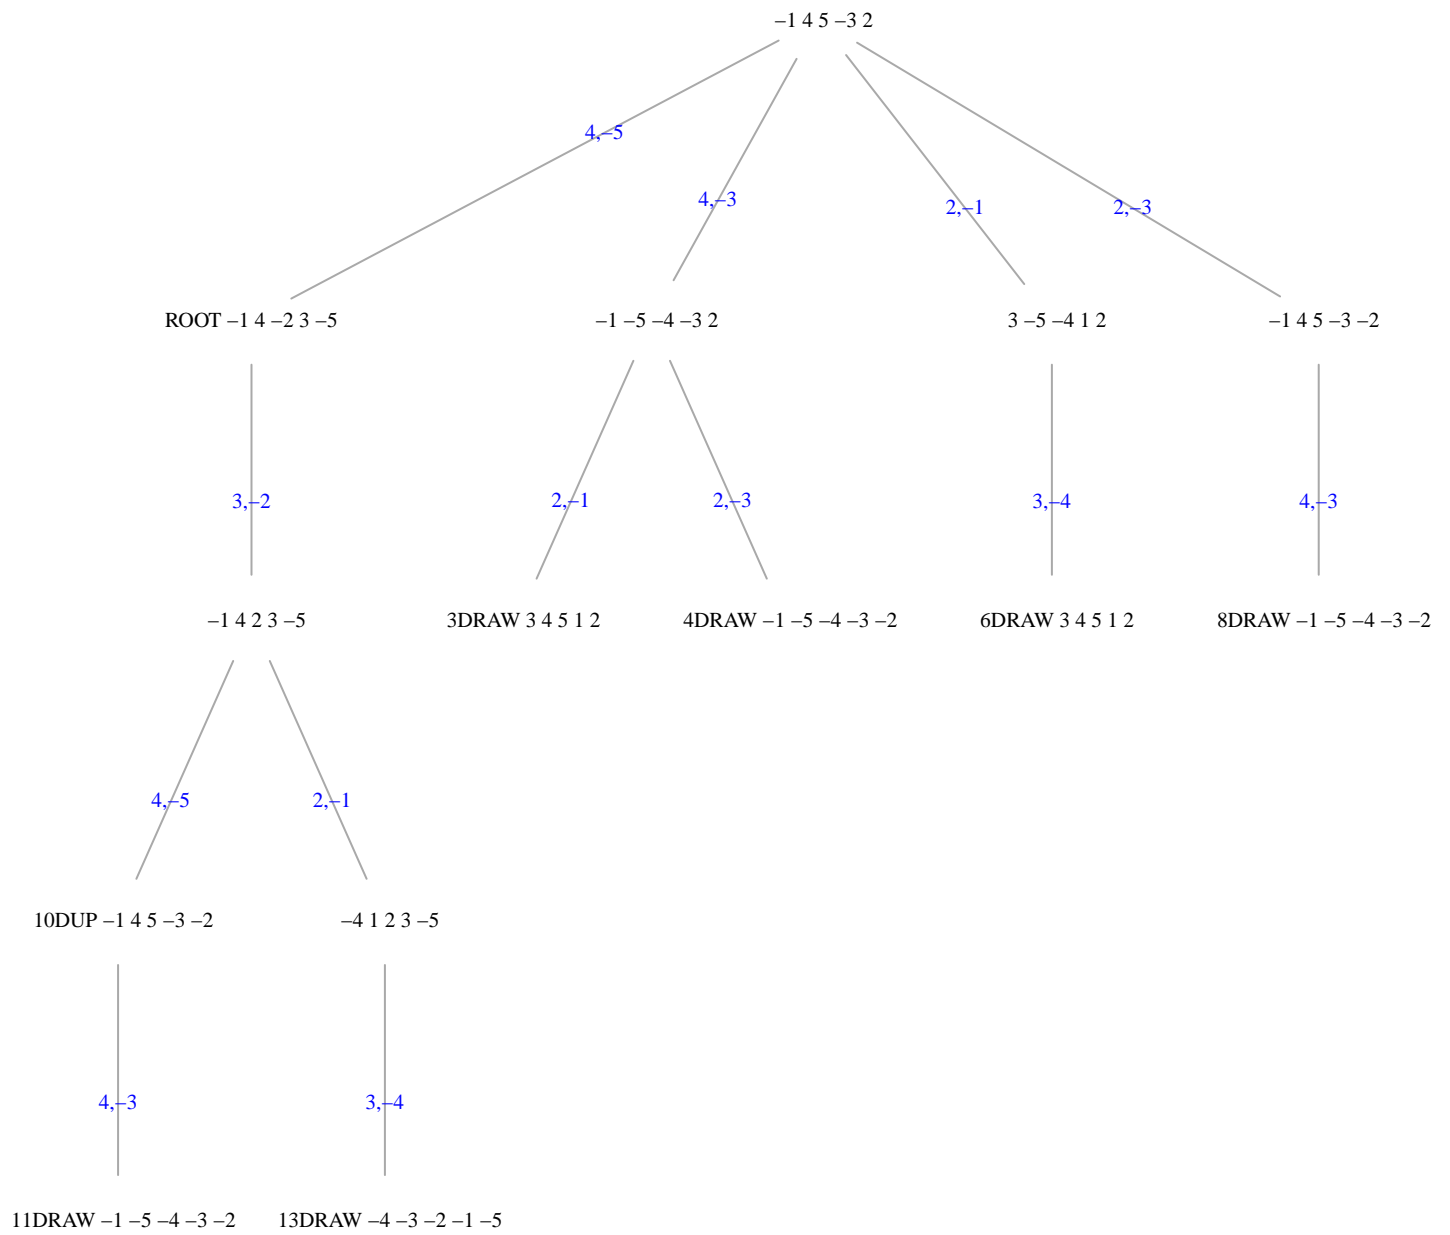 –1 4 5 –3 2
4,–5
4,–3
2,–1
2,–3
ROOT –1 4 –2 3 –5
–1 –5 –4 –3 2
3 –5 –4 1 2
–1 4 5 –3 –2
3,–2
2,–1
2,–3
3,–4
4,–3
–1 4 2 3 –5
3DRAW 3 4 5 1 2
4DRAW –1 –5 –4 –3 –2
6DRAW 3 4 5 1 2
8DRAW –1 –5 –4 –3 –2
4,–5
2,–1
10DUP –1 4 5 –3 –2
–4 1 2 3 –5
4,–3
3,–4
11DRAW –1 –5 –4 –3 –2
13DRAW –4 –3 –2 –1 –5